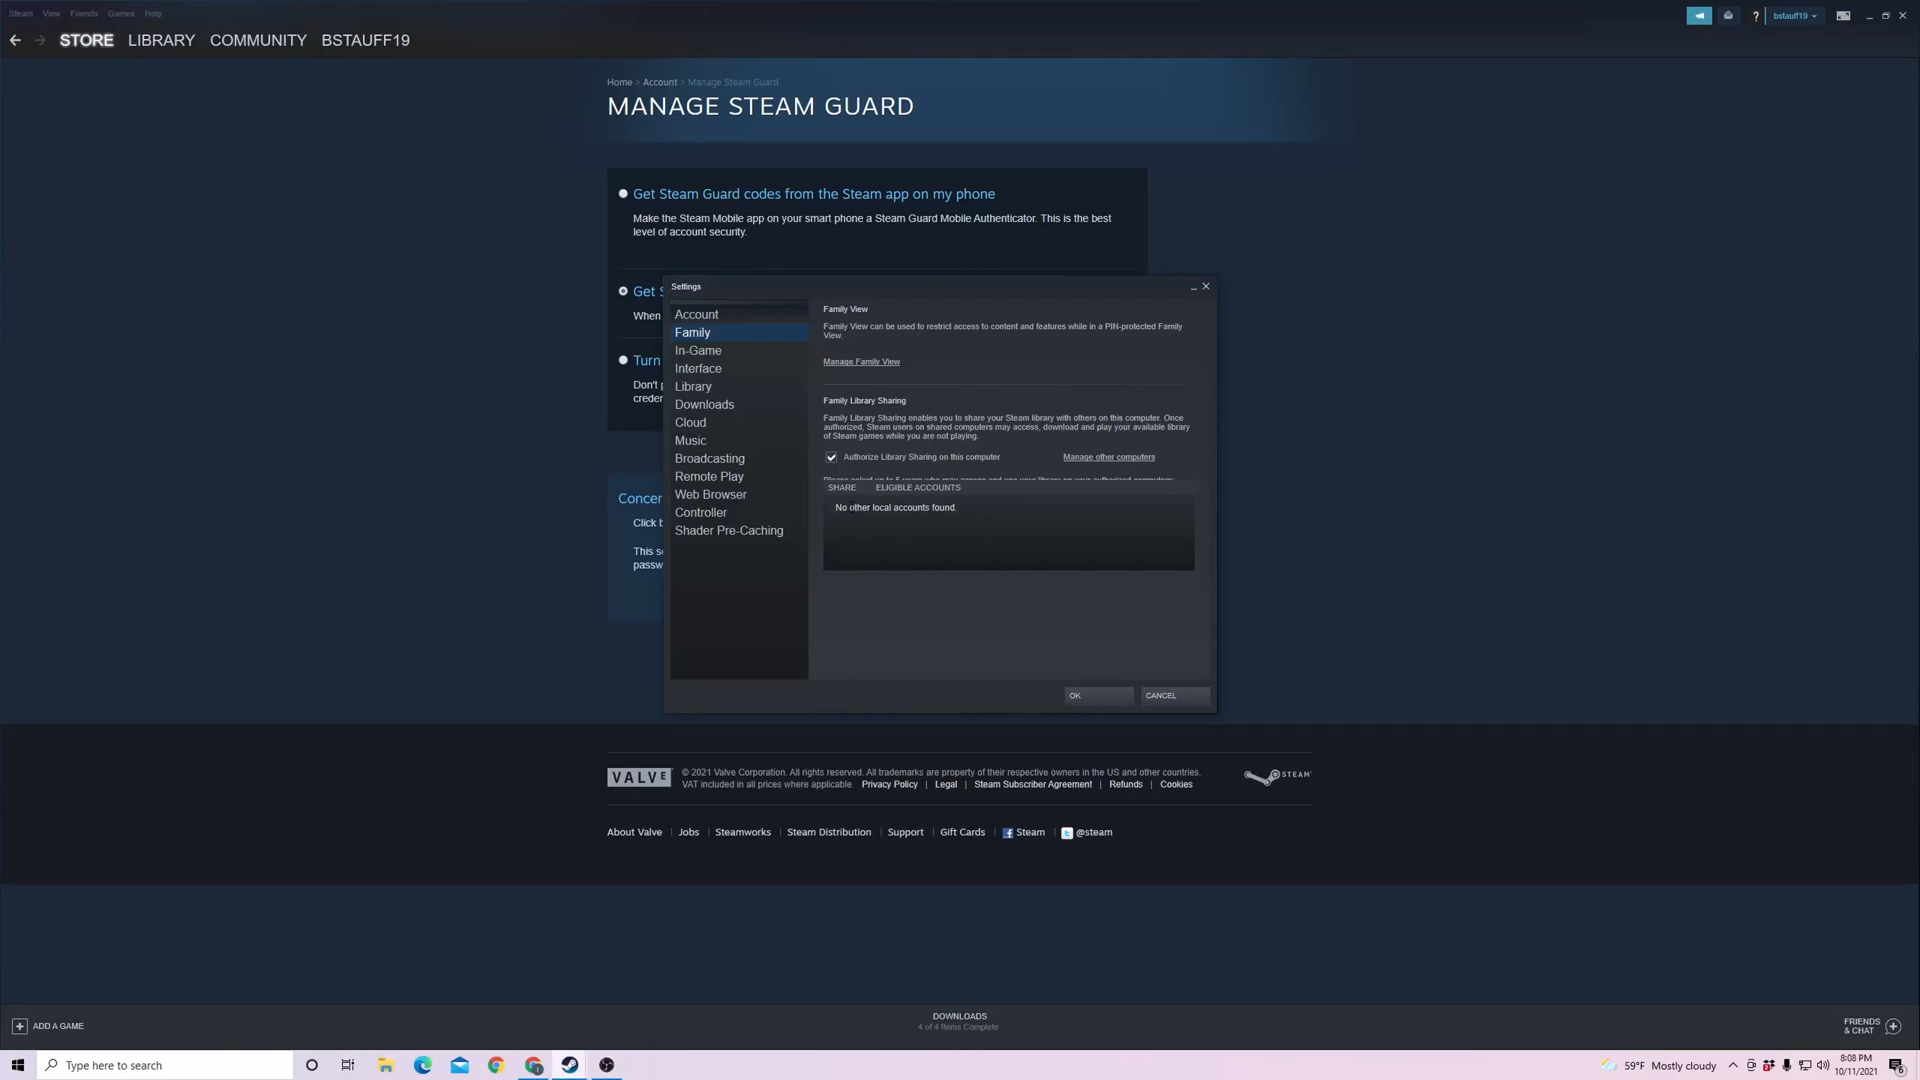 Steam View Friends Games Help
bstauff19
STORE LIBRARY COMMUNITY BSTAUFF19
Home > Account > Manage Steam Guard
MANAGE STEAM GUARD
Get Steam Guard codes from the Steam app on my phone
Make the Steam Mobile app on your smart phone a Steam Guard Mobile Authenticator. This is the best
level of account security.
Get S
When
Turn
Don't p
creder
Concer
Click b
This se
passw
Settings
Account
Family
In-Game
Interface
Library
Downloads
Cloud
Music
Broadcasting
Remote Play
Web Browser
Controller
Shader Pre-Caching
Family View
Family View can be used to restrict access to content and features while in a PIN-protected Family
View.
Manage Family View
Family Library Sharing
Family Library Sharing enables you to share your Steam library with others on this computer. Once
authorized, Steam users on shared computers may access, download and play your available library
of Steam games while you are not playing.
Authorize Library Sharing on this computer
Manage other computers
SHARE ELIGIBLE ACCOUNTS
No other local accounts found.
OK CANCEL
VALVE
© 2021 Valve Corporation. All rights reserved. All trademarks are property of their respective owners in the US and other countries.
VAT included in all prices where applicable. Privacy Policy | Legal | Steam Subscriber Agreement | Refunds | Cookies
STEAM
About Valve | Jobs | Steamworks | Steam Distribution | Support | Gift Cards | Steam | @steam
ADD A GAME
DOWNLOADS
4 of 4 Items Complete
FRIENDS
& CHAT
Type here to search
59°F Mostly cloudy
8:08 PM
10/11/2021